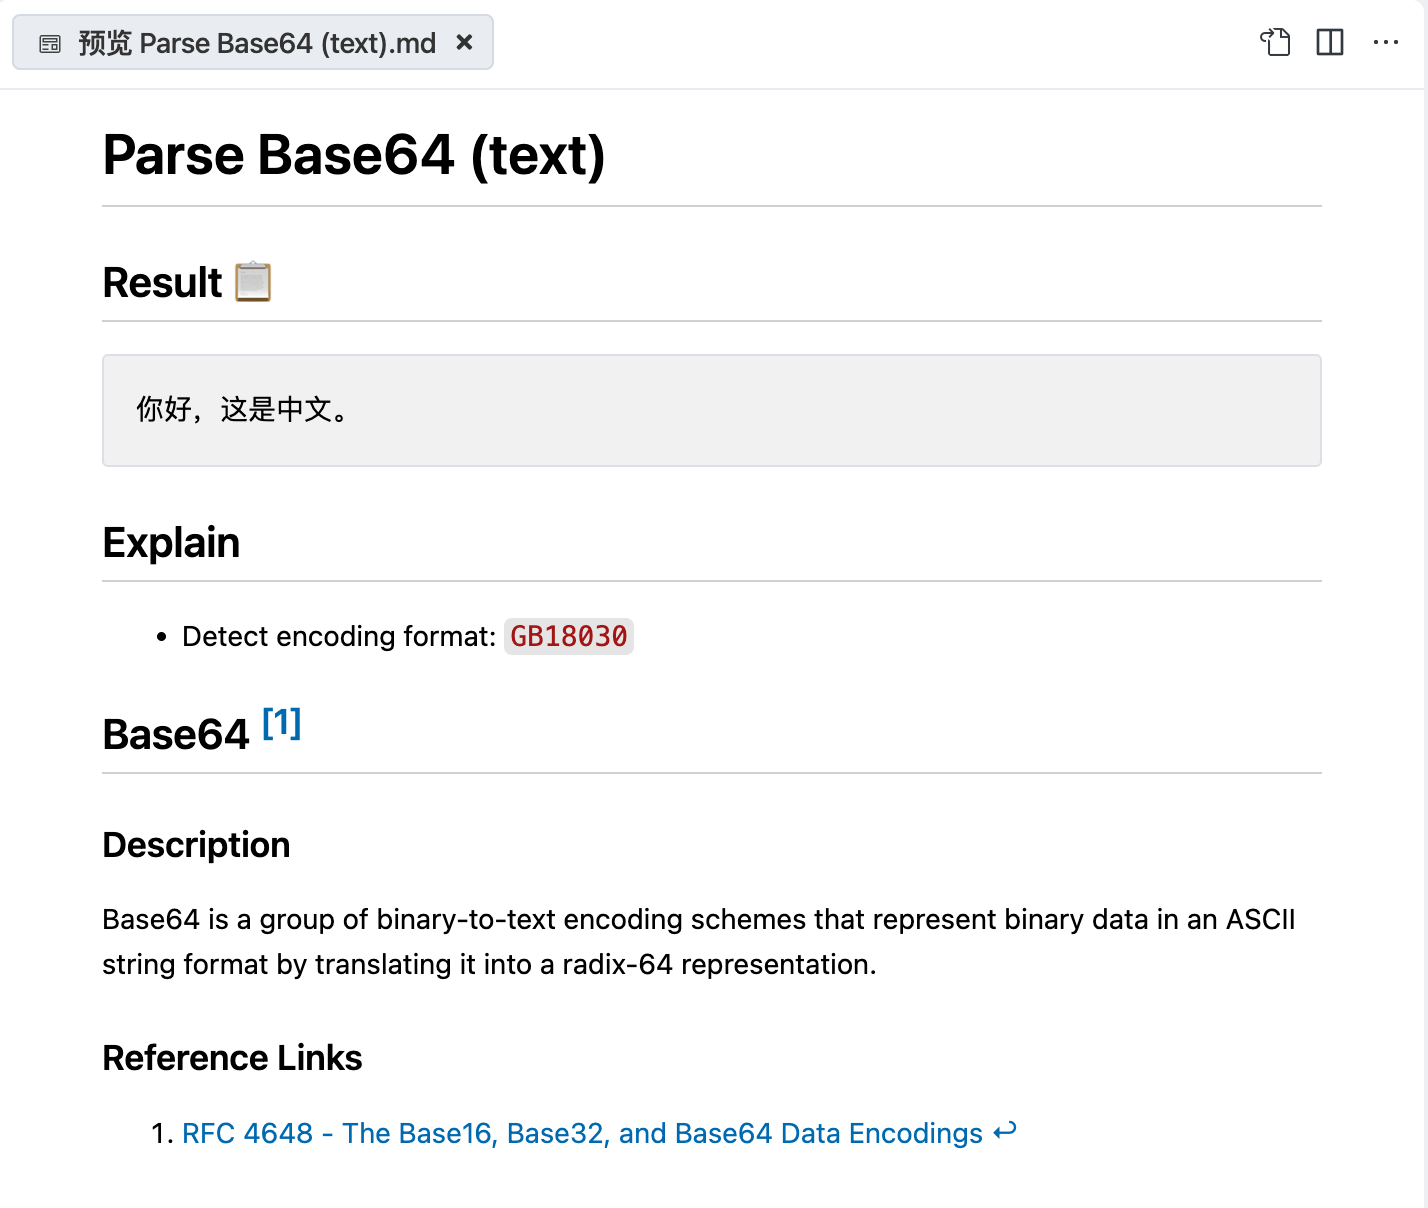 预览 Parse Base64 (text).md
Parse Base64 (text)
Result
你好，这是中文。
Explain
• Detect encoding format: GB18030
Base64 [1]
Description
Base64 is a group of binary-to-text encoding schemes that represent binary data in an ASCII
string format by translating it into a radix-64 representation.
Reference Links
1. RFC 4648 - The Base16, Base32, and Base64 Data Encodings ↩